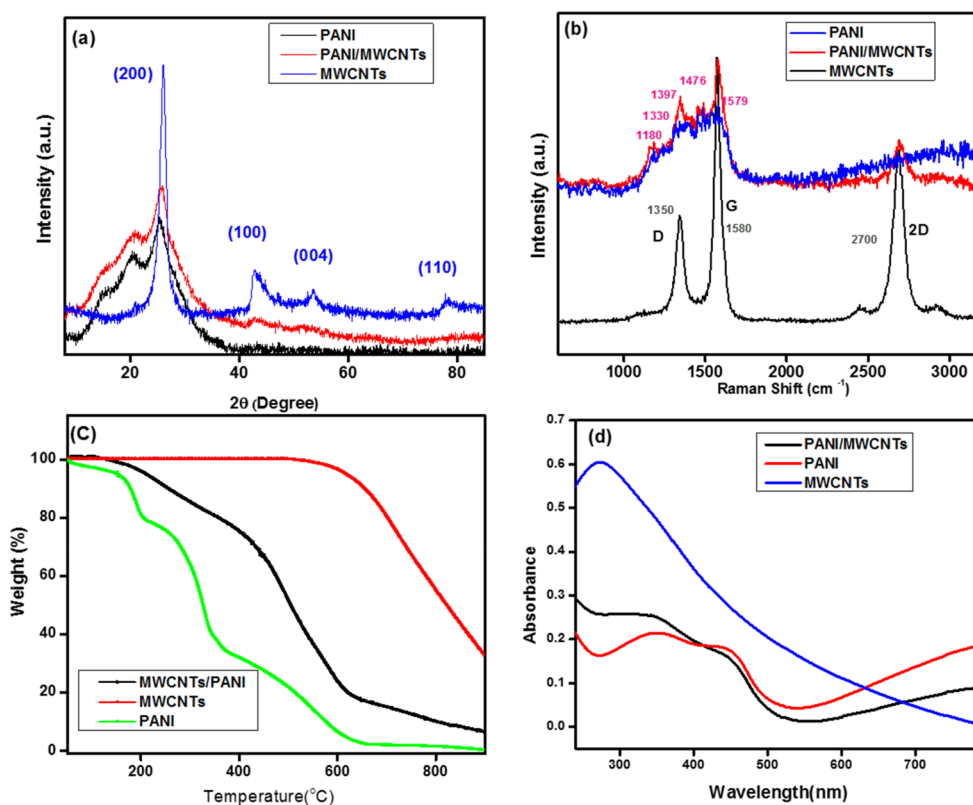 (a)
PANI
PANI/MWCNTs
MWCNTs
(200)
(100)
(004)
(110)
Intensity (a.u.)
20
40
60
80
2θ (Degree)
(b)
PANI
PANI/MWCNTs
MWCNTs
1476
1397
1579
1330
1180
1350
D
G
1580
2700
2D
Intensity (a.u.)
1000
1500
2000
2500
3000
Raman Shift (cm -1)
(C)
100
80
60
40
20
0
Weight (%)
MWCNTs/PANI
MWCNTs
PANI
200
400
600
800
Temperature(°C)
(d)
PANI/MWCNTs
PANI
MWCNTs
0.7
0.6
0.5
0.4
0.3
0.2
0.1
0.0
Absorbance
300
400
500
600
700
Wavelength(nm)